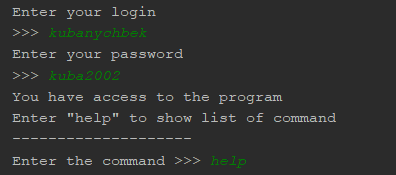 Enter your login
>>> kubanychbek
Enter your password
>>> kuba2002
You have access to the program
Enter "help" to show list of command
--------------------
Enter the command >>> help